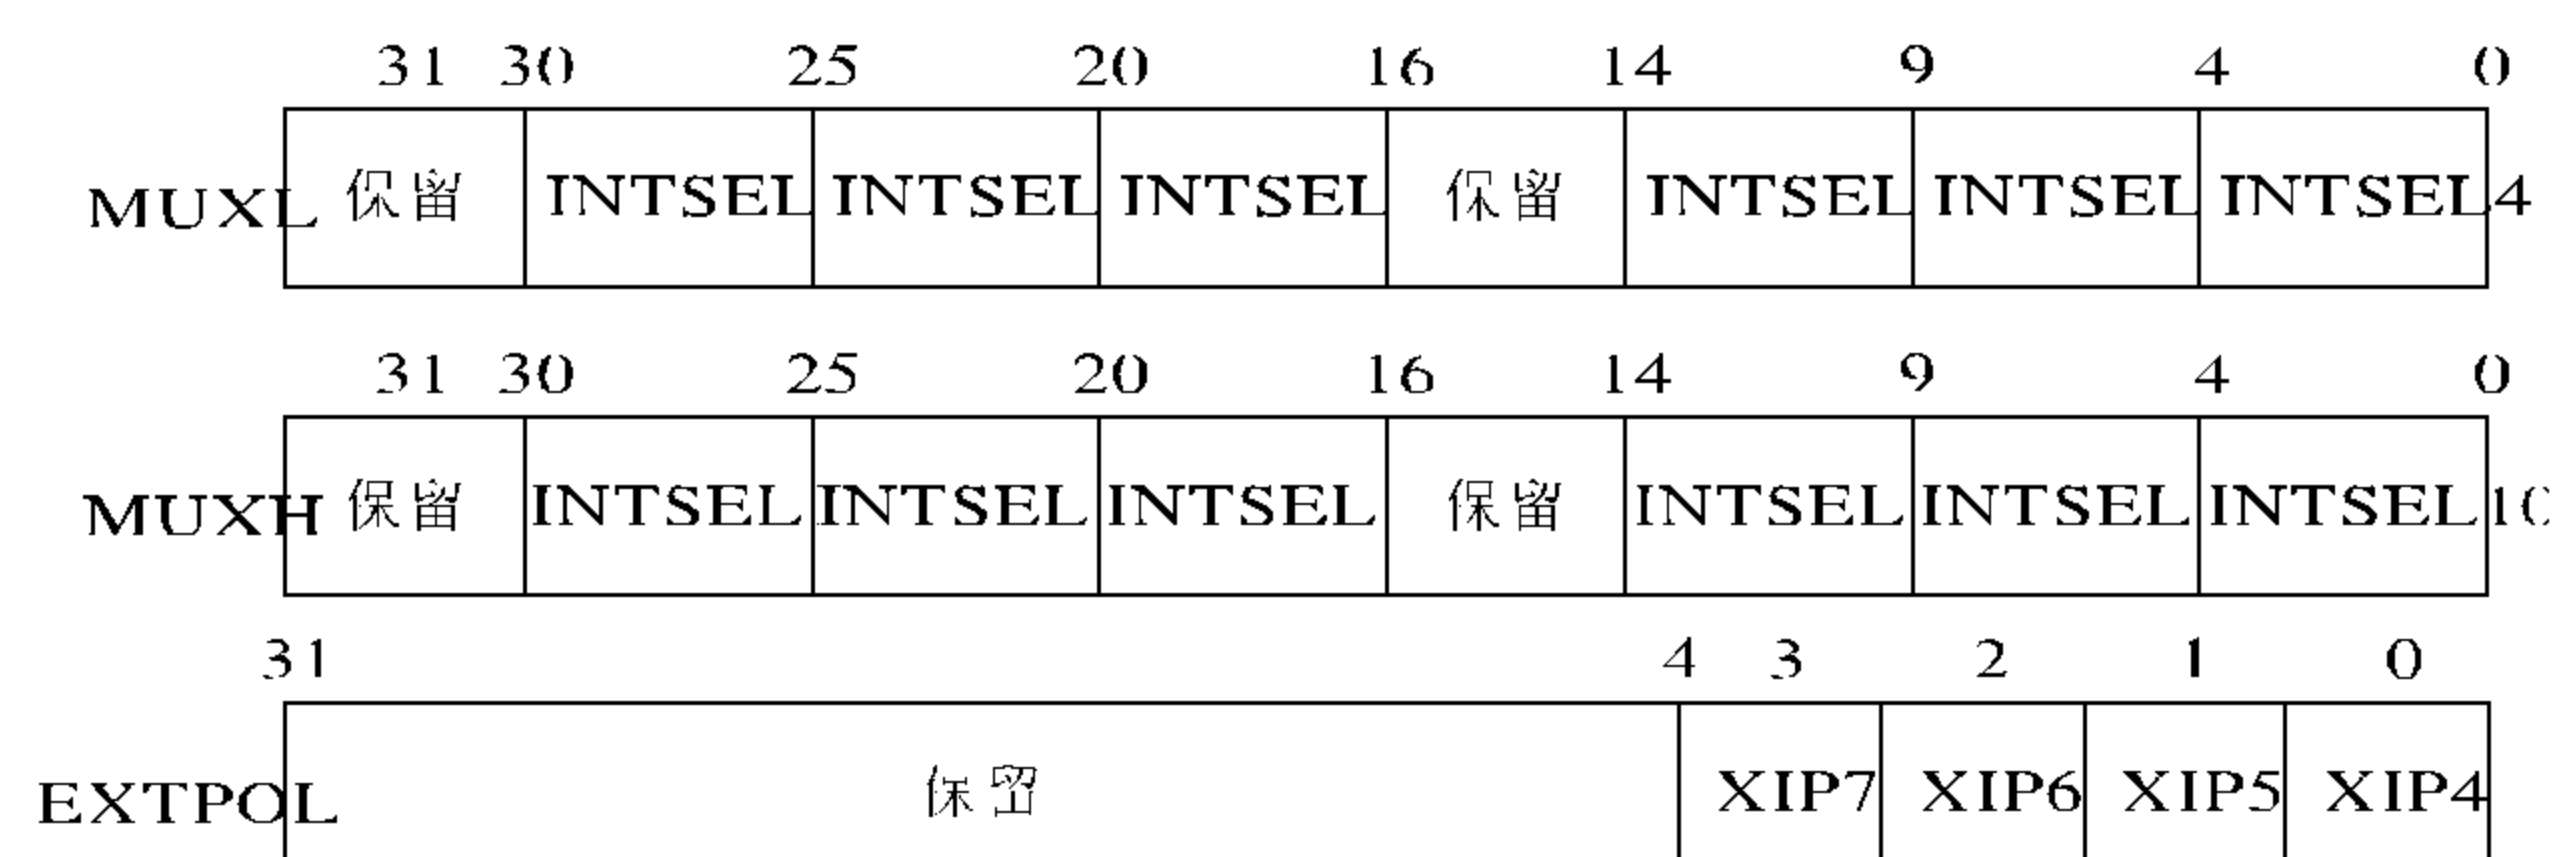 31 30 25 20 16 14 9 4 0
MUXL 保留 INTSEL INTSEL INTSEL 保留 INTSEL INTSEL INTSEL4
31 30 25 20 16 14 9 4 0
MUXH 保留 INTSEL INTSEL INTSEL 保留 INTSEL INTSEL INTSEL10
31 4 3 2 1 0
EXTPOL 保留 XIP7 XIP6 XIP5 XIP4